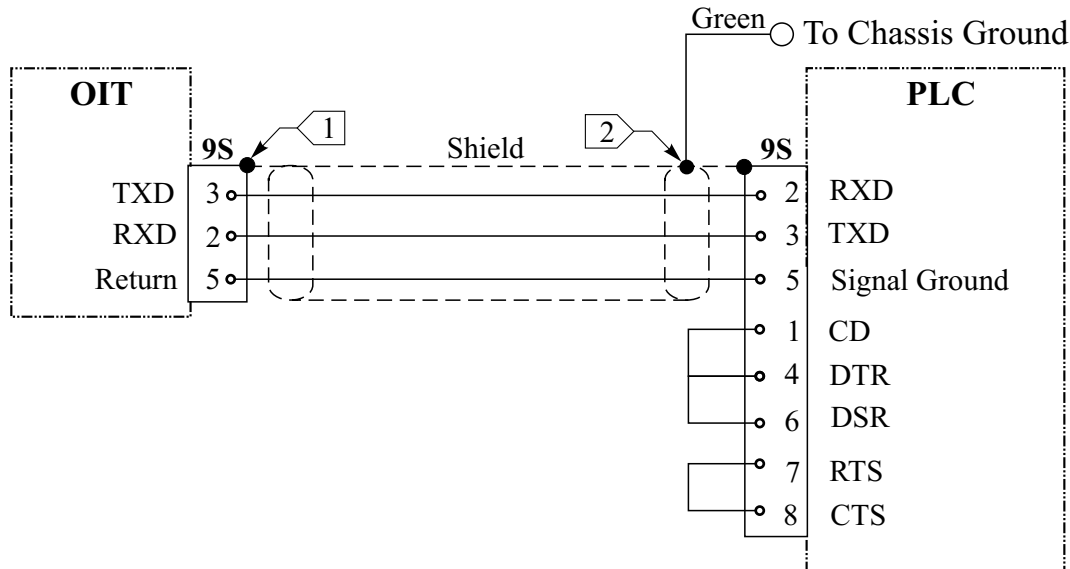 Green
To Chassis Ground
OIT
PLC
1
2
9S
Shield
9S
TXD 3
2 RXD
RXD 2
3 TXD
Return 5
5 Signal Ground
1 CD
4 DTR
6 DSR
7 RTS
8 CTS